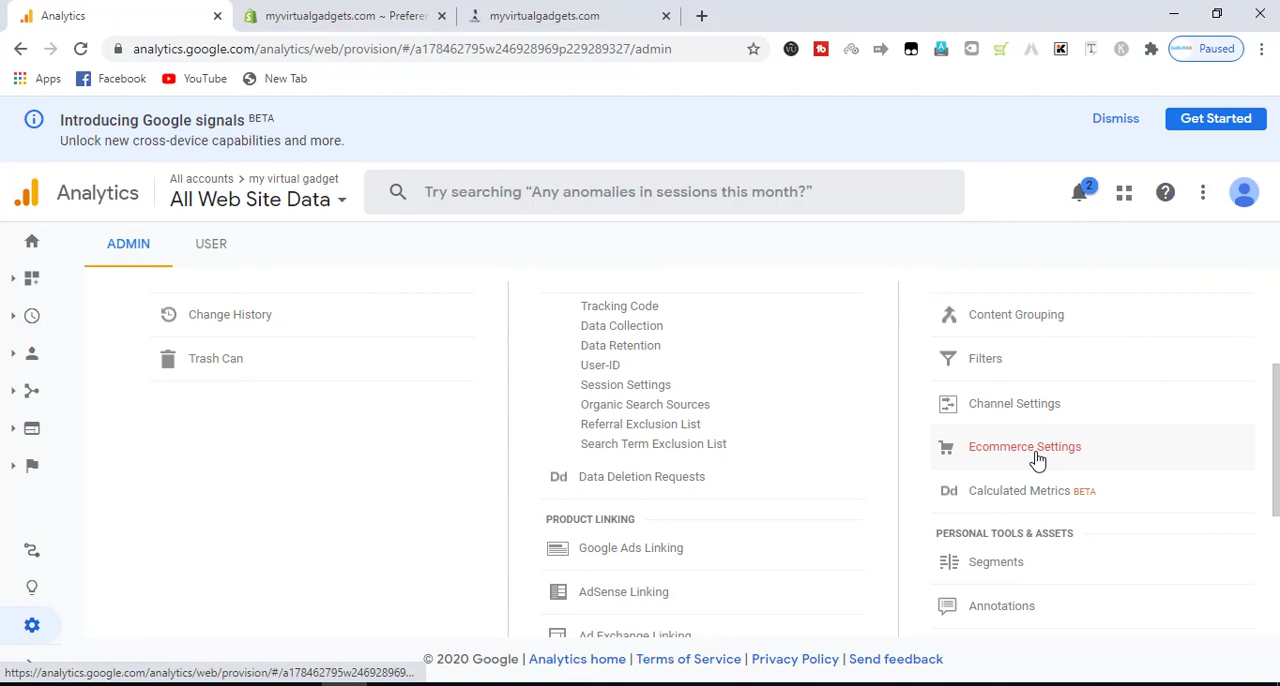 Analytics
myvirtualgadgets.com ~ Preferer
myvirtualgadgets.com
analytics.google.com/analytics/web/provision/#/a178462795w246928969p229289327/admin
Paused
Apps
Facebook
YouTube
New Tab
Introducing Google signals BETA
Unlock new cross-device capabilities and more.
Dismiss
Get Started
Analytics
All accounts > my virtual gadget
All Web Site Data
Try searching “Any anomalies in sessions this month?”
2
ADMIN
USER
Change History
Trash Can
Tracking Code
Data Collection
Data Retention
User-ID
Session Settings
Organic Search Sources
Referral Exclusion List
Search Term Exclusion List
Dd Data Deletion Requests
PRODUCT LINKING
Google Ads Linking
AdSense Linking
Ad Exchange Linking
Content Grouping
Filters
Channel Settings
Ecommerce Settings
Dd Calculated Metrics BETA
PERSONAL TOOLS & ASSETS
Segments
Annotations
© 2020 Google | Analytics home | Terms of Service | Privacy Policy | Send feedback
https://analytics.google.com/analytics/web/provision/#/a178462795w246928969...